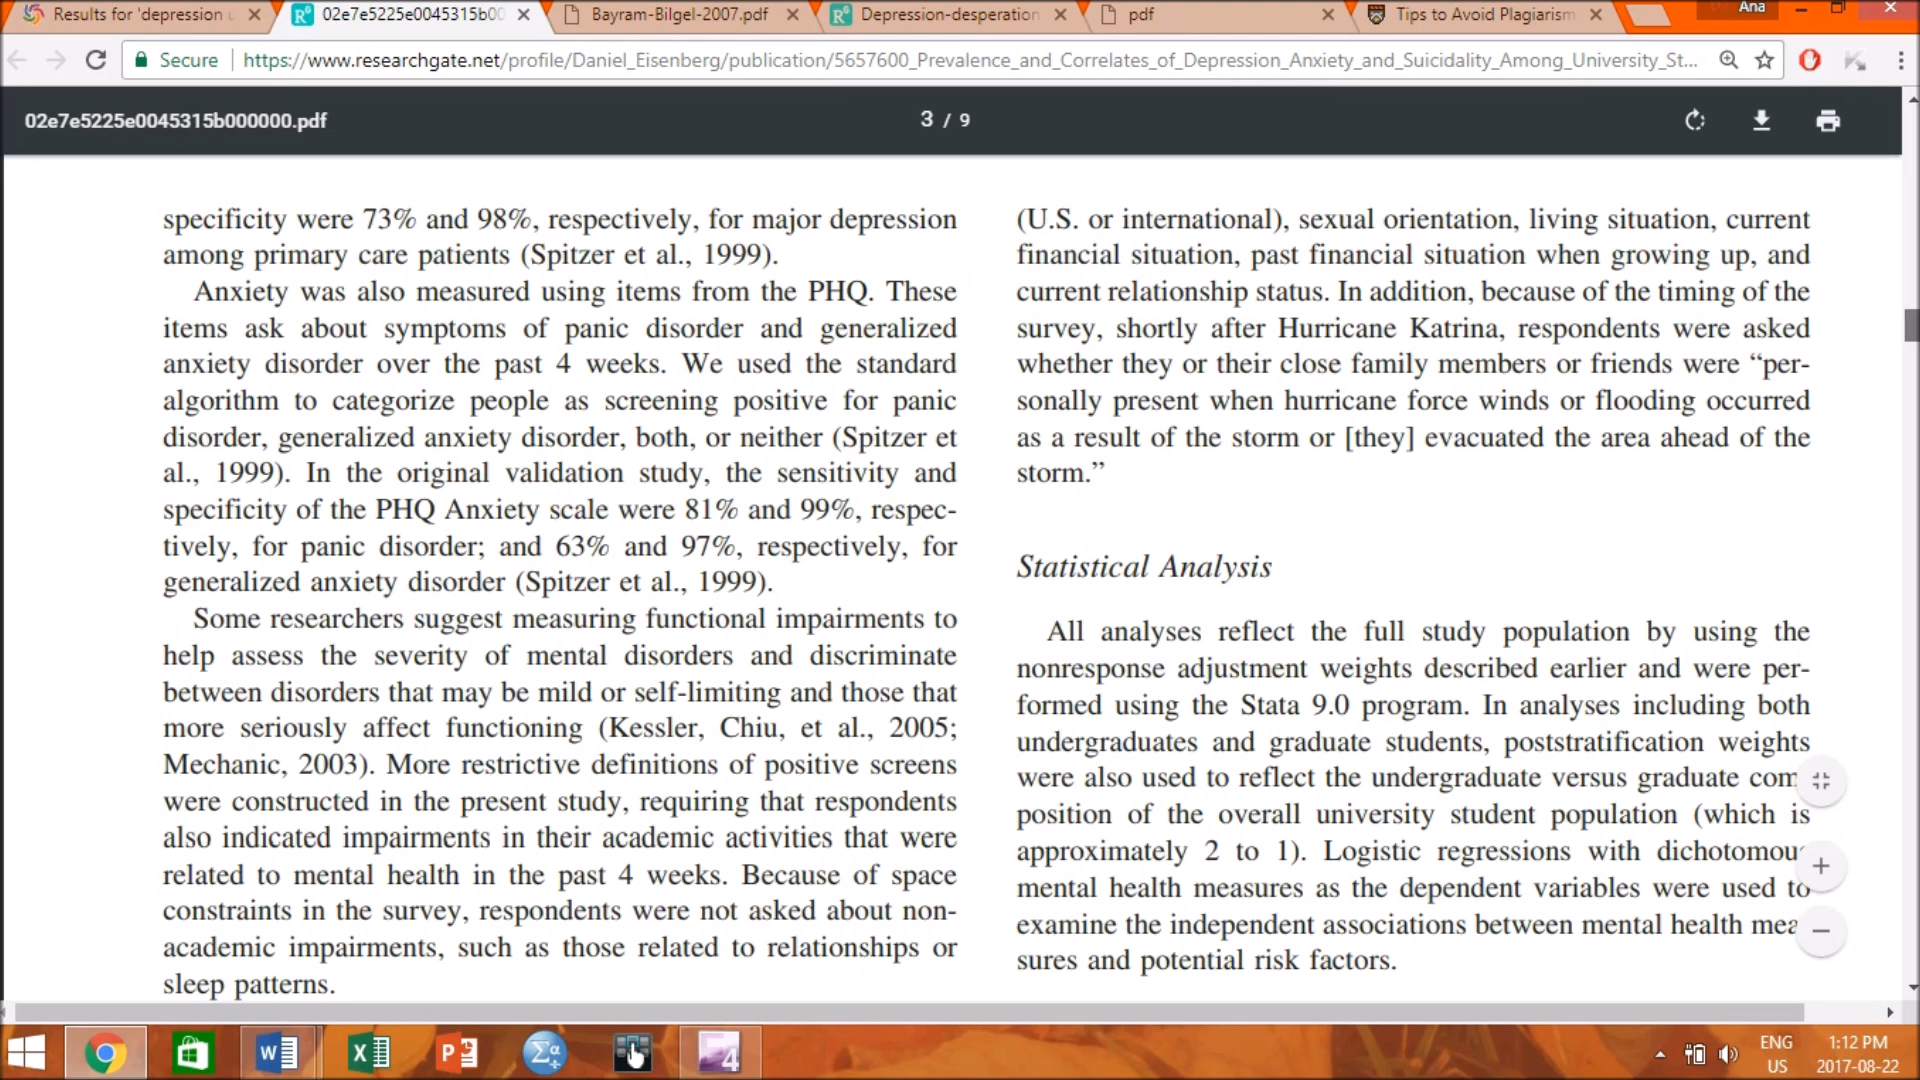 Results for 'depression u
02e7e5225e0045315b00
Bayram-Bilgel-2007.pdf
Depression-desperation
pdf
Tips to Avoid Plagiarism
Ana
Secure
https://www.researchgate.net/profile/Daniel_Eisenberg/publication/5657600_Prevalence_and_Correlates_of_Depression_Anxiety_and_Suicidality_Among_University_St...
02e7e5225e0045315b000000.pdf
3 / 9
specificity were 73% and 98%, respectively, for major depression
among primary care patients (Spitzer et al., 1999).
Anxiety was also measured using items from the PHQ. These
items ask about symptoms of panic disorder and generalized
anxiety disorder over the past 4 weeks. We used the standard
algorithm to categorize people as screening positive for panic
disorder, generalized anxiety disorder, both, or neither (Spitzer et
al., 1999). In the original validation study, the sensitivity and
specificity of the PHQ Anxiety scale were 81% and 99%, respec-
tively, for panic disorder; and 63% and 97%, respectively, for
generalized anxiety disorder (Spitzer et al., 1999).
Some researchers suggest measuring functional impairments to
help assess the severity of mental disorders and discriminate
between disorders that may be mild or self-limiting and those that
more seriously affect functioning (Kessler, Chiu, et al., 2005;
Mechanic, 2003). More restrictive definitions of positive screens
were constructed in the present study, requiring that respondents
also indicated impairments in their academic activities that were
related to mental health in the past 4 weeks. Because of space
constraints in the survey, respondents were not asked about non-
academic impairments, such as those related to relationships or
sleep patterns.
(U.S. or international), sexual orientation, living situation, current
financial situation, past financial situation when growing up, and
current relationship status. In addition, because of the timing of the
survey, shortly after Hurricane Katrina, respondents were asked
whether they or their close family members or friends were “per-
sonally present when hurricane force winds or flooding occurred
as a result of the storm or [they] evacuated the area ahead of the
storm.”
Statistical Analysis
All analyses reflect the full study population by using the
nonresponse adjustment weights described earlier and were per-
formed using the Stata 9.0 program. In analyses including both
undergraduates and graduate students, poststratification weights
were also used to reflect the undergraduate versus graduate com
position of the overall university student population (which is
approximately 2 to 1). Logistic regressions with dichotomou
mental health measures as the dependent variables were used to
examine the independent associations between mental health mea
sures and potential risk factors.
ENG
US
1:12 PM
2017-08-22